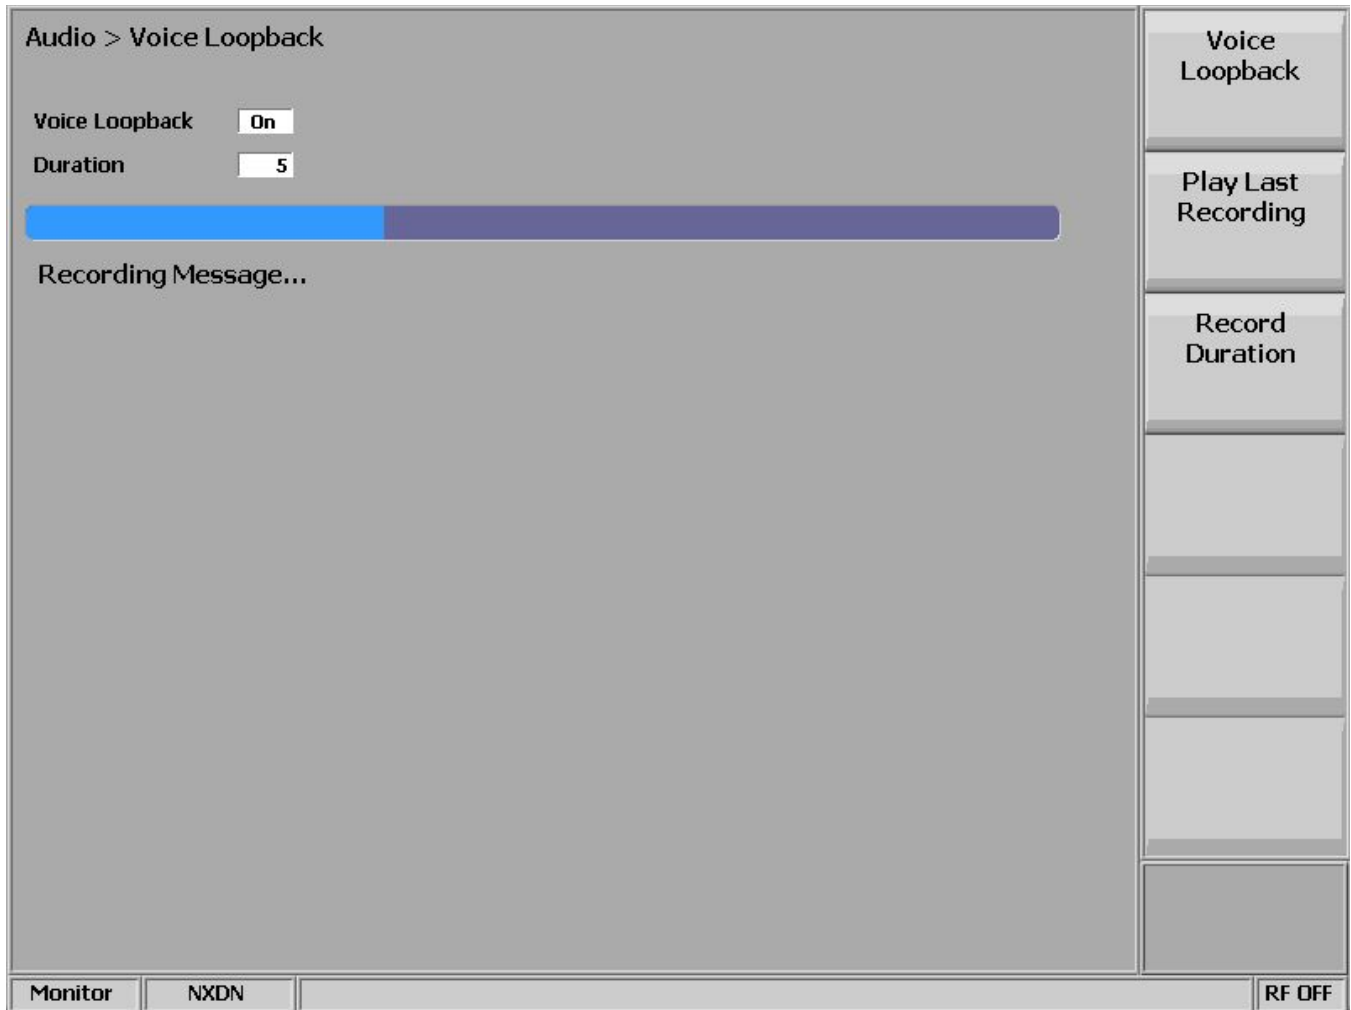 Audio > Voice Loopback
Voice Loopback On
Duration 5
Recording Message...
Voice
Loopback
Play Last
Recording
Record
Duration
Monitor NXDN RF OFF